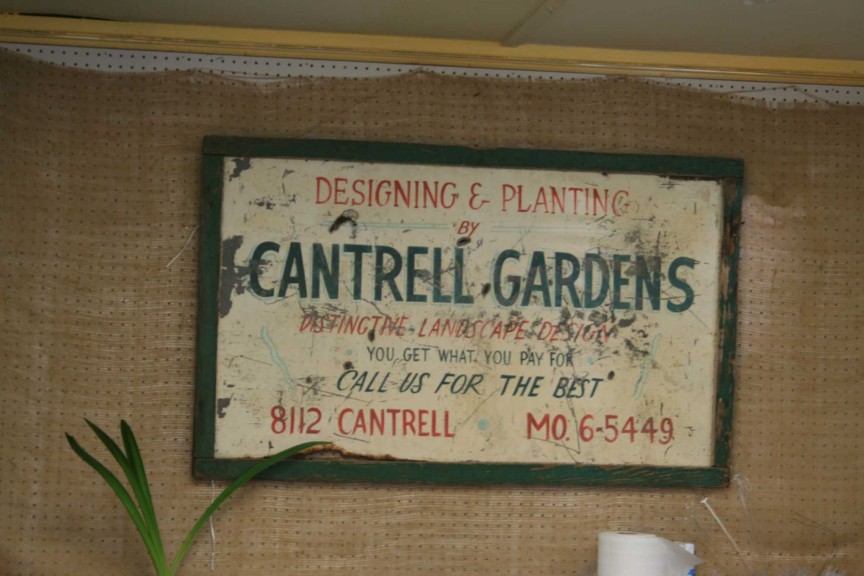 DESIGNING & PLANTING
BY
CANTRELL GARDENS
DISTINCTIVE LANDSCAPE DESIGN
YOU GET WHAT YOU PAY FOR
CALL US FOR THE BEST
8112 CANTRELL MO. 6-5449